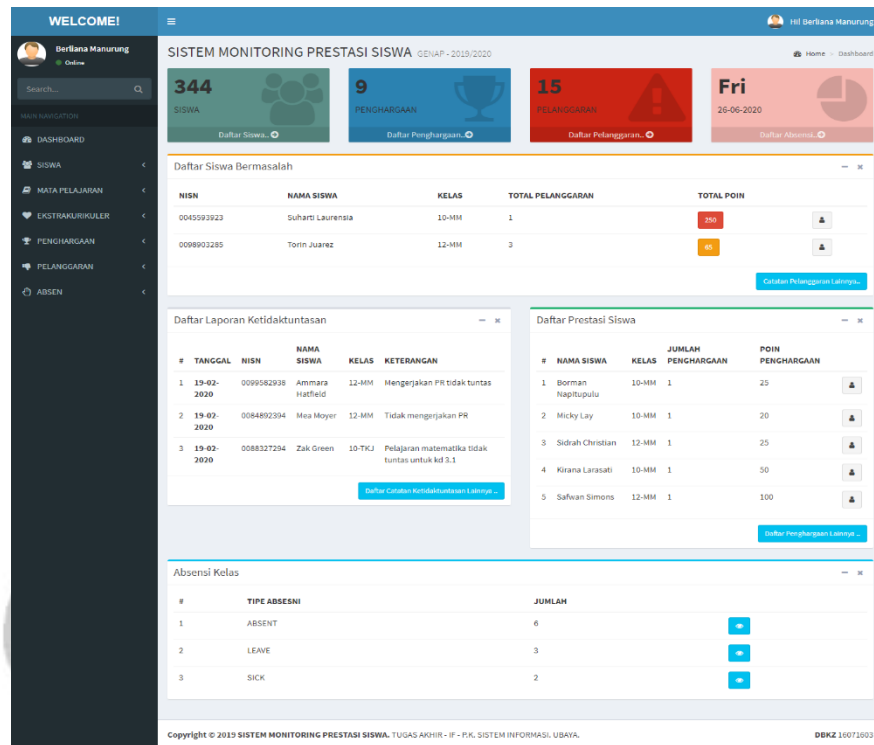 WELCOME!
Hi! Berliana Manurung
Berliana Manurung
Online
Search...
MAIN NAVIGATION
DASHBOARD
SISWA
MATA PELAJARAN
EKSTRAKURIKULER
PENGHARGAAN
PELANGGARAN
ABSEN
SISTEM MONITORING PRESTASI SISWA GENAP - 2019/2020
Home > Dashboard
344
SISWA
Daftar Siswa..
9
PENGHARGAAN
Daftar Penghargaan..
15
PELANGGARAN
Daftar Pelanggaran..
Fri
26-06-2020
Daftar Absensi..
Daftar Siswa Bermasalah
NISN NAMA SISWA KELAS TOTAL PELANGGARAN TOTAL POIN
0045593923 Suharti Laurensia 10-MM 1 250
0098903285 Torin Juarez 12-MM 3 65
Catatan Pelanggaran Lainnya..
Daftar Laporan Ketidaktuntasan
# TANGGAL NISN NAMA SISWA KELAS KETERANGAN
1 19-02-2020 0099582938 Ammara Hatfield 12-MM Mengerjakan PR tidak tuntas
2 19-02-2020 0084892394 Mea Moyer 12-MM Tidak mengerjakan PR
3 19-02-2020 0088327294 Zak Green 10-TKJ Pelajaran matematika tidak tuntas untuk kd 3.1
Daftar Catatan Ketidaktuntasan Lainnya ..
Daftar Prestasi Siswa
# NAMA SISWA KELAS JUMLAH PENGHARGAAN POIN PENGHARGAAN
1 Borman Napitupulu 10-MM 1 25
2 Micky Lay 10-MM 1 20
3 Sidrah Christian 12-MM 1 25
4 Kirana Larasati 10-MM 1 50
5 Safwan Simons 12-MM 1 100
Daftar Penghargaan Lainnya ..
Absensi Kelas
# TIPE ABSESNI JUMLAH
1 ABSENT 6
2 LEAVE 3
3 SICK 2
Copyright © 2019 SISTEM MONITORING PRESTASI SISWA. TUGAS AKHIR - IF - P.K. SISTEM INFORMASI. UBAYA.
DBKZ 16071603